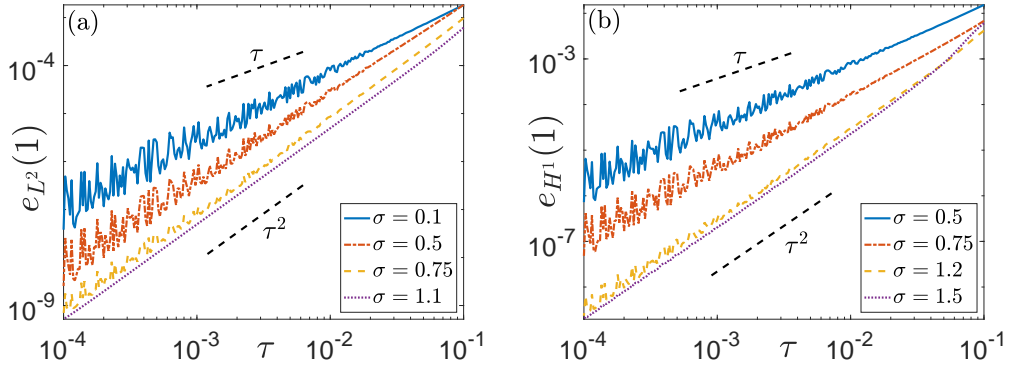 (a)
10^{-4}
10^{-9}
e_{L^2}(1)
τ
τ^2
σ = 0.1
σ = 0.5
σ = 0.75
σ = 1.1
10^{-4} 10^{-3} τ 10^{-2} 10^{-1}
(b)
10^{-3}
10^{-7}
e_{H^1}(1)
τ
τ^2
σ = 0.5
σ = 0.75
σ = 1.2
σ = 1.5
10^{-4} 10^{-3} τ 10^{-2} 10^{-1}